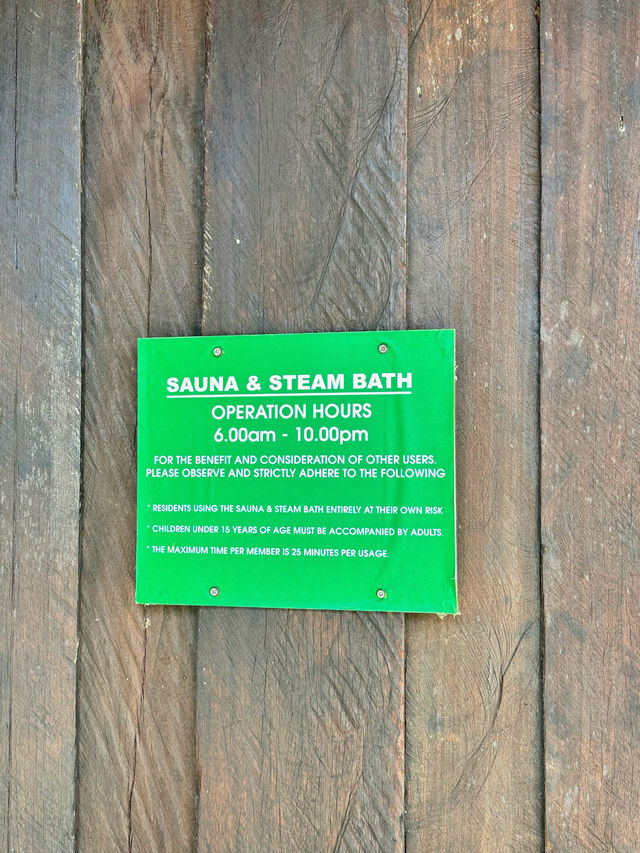 SAUNA & STEAM BATH
OPERATION HOURS
6.00am - 10.00pm
FOR THE BENEFIT AND CONSIDERATION OF OTHER USERS.
PLEASE OBSERVE AND STRICTLY ADHERE TO THE FOLLOWING
* RESIDENTS USING THE SAUNA & STEAM BATH ENTIRELY AT THEIR OWN RISK
* CHILDREN UNDER 15 YEARS OF AGE MUST BE ACCOMPANIED BY ADULTS.
* THE MAXIMUM TIME PER MEMBER IS 25 MINUTES PER USAGE.